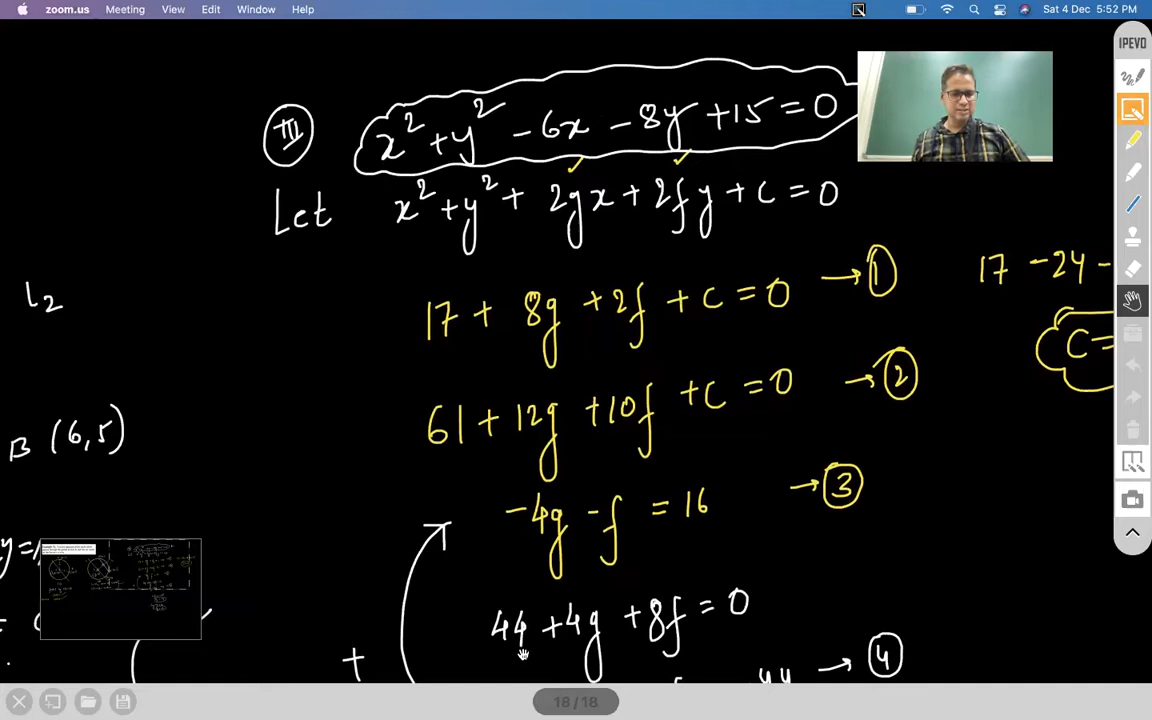 zoom.us Meeting View Edit Window Help Sat 4 Dec 5:52 PM
IPEVO
III x² + y² - 6x - 8y + 15 = 0
Let x² + y² + 2gx + 2fy + c = 0
17 + 8g + 2f + c = 0 → 1
17 - 24 -
L2
c =
61 + 12g + 10f + c = 0 → 2
B (6,5)
-4g - f = 16 → 3
y =
44 + 4g + 8f = 0
+
44 → 4
18 / 18